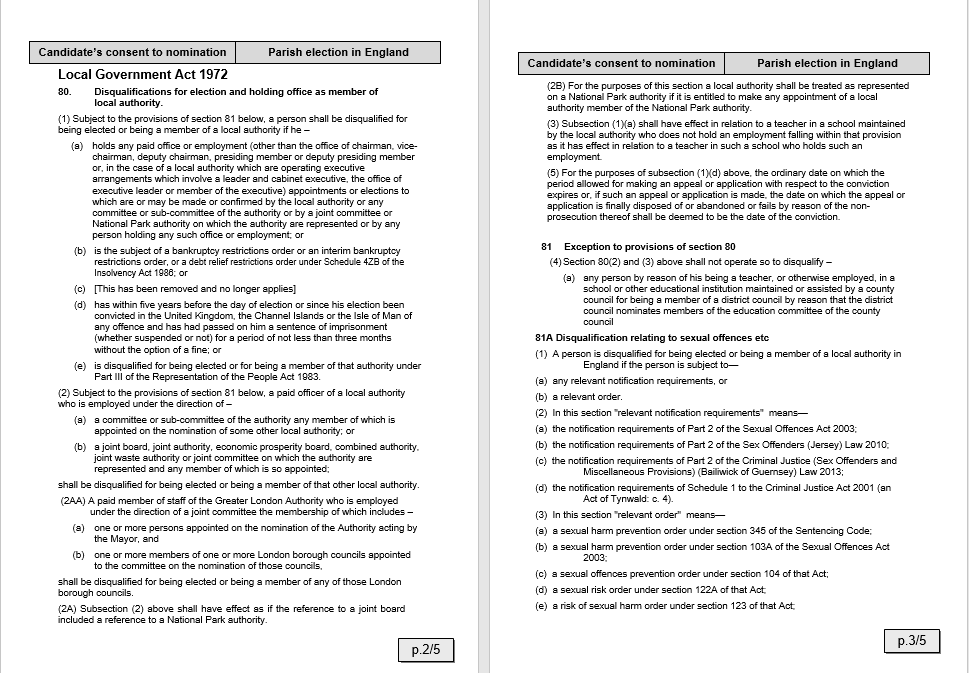 Candidate's consent to nomination
Parish election in England
Local Government Act 1972
80. Disqualifications for election and holding office as member of
local authority.
(1) Subject to the provisions of section 81 below, a person shall be disqualified for
being elected or being a member of a local authority if he –
(a) holds any paid office or employment (other than the office of chairman, vice-
chairman, deputy chairman, presiding member or deputy presiding member
or, in the case of a local authority which are operating executive
arrangements which involve a leader and cabinet executive, the office of
executive leader or member of the executive) appointments or elections to
which are or may be made or confirmed by the local authority or any
committee or sub-committee of the authority or by a joint committee or
National Park authority on which the authority are represented or by any
person holding any such office or employment; or
(b) is the subject of a bankruptcy restrictions order or an interim bankruptcy
restrictions order, or a debt relief restrictions order under Schedule 4ZB of the
Insolvency Act 1986; or
(c) [This has been removed and no longer applies]
(d) has within five years before the day of election or since his election been
convicted in the United Kingdom, the Channel Islands or the Isle of Man of
any offence and has had passed on him a sentence of imprisonment
(whether suspended or not) for a period of not less than three months
without the option of a fine; or
(e) is disqualified for being elected or for being a member of that authority under
Part III of the Representation of the People Act 1983.
(2) Subject to the provisions of section 81 below, a paid officer of a local authority
who is employed under the direction of –
(a) a committee or sub-committee of the authority any member of which is
appointed on the nomination of some other local authority; or
(b) a joint board, joint authority, economic prosperity board, combined authority,
joint waste authority or joint committee on which the authority are
represented and any member of which is so appointed;
shall be disqualified for being elected or being a member of that other local authority.
(2AA) A paid member of staff of the Greater London Authority who is employed
under the direction of a joint committee the membership of which includes –
(a) one or more persons appointed on the nomination of the Authority acting by
the Mayor, and
(b) one or more members of one or more London borough councils appointed
to the committee on the nomination of those councils,
shall be disqualified for being elected or being a member of any of those London
borough councils.
(2A) Subsection (2) above shall have effect as if the reference to a joint board
included a reference to a National Park authority.
p.2/5
Candidate's consent to nomination
Parish election in England
(2B) For the purposes of this section a local authority shall be treated as represented
on a National Park authority if it is entitled to make any appointment of a local
authority member of the National Park authority.
(3) Subsection (1)(a) shall have effect in relation to a teacher in a school maintained
by the local authority who does not hold an employment falling within that provision
as it has effect in relation to a teacher in such a school who holds such an
employment.
(5) For the purposes of subsection (1)(d) above, the ordinary date on which the
period allowed for making an appeal or application with respect to the conviction
expires or, if such an appeal or application is made, the date on which the appeal or
application is finally disposed of or abandoned or fails by reason of the non-
prosecution thereof shall be deemed to be the date of the conviction.
81 Exception to provisions of section 80
(4) Section 80(2) and (3) above shall not operate so to disqualify –
(a) any person by reason of his being a teacher, or otherwise employed, in a
school or other educational institution maintained or assisted by a county
council for being a member of a district council by reason that the district
council nominates members of the education committee of the county
council
81A Disqualification relating to sexual offences etc
(1) A person is disqualified for being elected or being a member of a local authority in
England if the person is subject to—
(a) any relevant notification requirements, or
(b) a relevant order.
(2) In this section "relevant notification requirements" means—
(a) the notification requirements of Part 2 of the Sexual Offences Act 2003;
(b) the notification requirements of Part 2 of the Sex Offenders (Jersey) Law 2010;
(c) the notification requirements of Part 2 of the Criminal Justice (Sex Offenders and
Miscellaneous Provisions) (Bailiwick of Guernsey) Law 2013;
(d) the notification requirements of Schedule 1 to the Criminal Justice Act 2001 (an
Act of Tynwald: c. 4).
(3) In this section "relevant order" means—
(a) a sexual harm prevention order under section 345 of the Sentencing Code;
(b) a sexual harm prevention order under section 103A of the Sexual Offences Act
2003;
(c) a sexual offences prevention order under section 104 of that Act;
(d) a sexual risk order under section 122A of that Act;
(e) a risk of sexual harm order under section 123 of that Act;
p.3/5